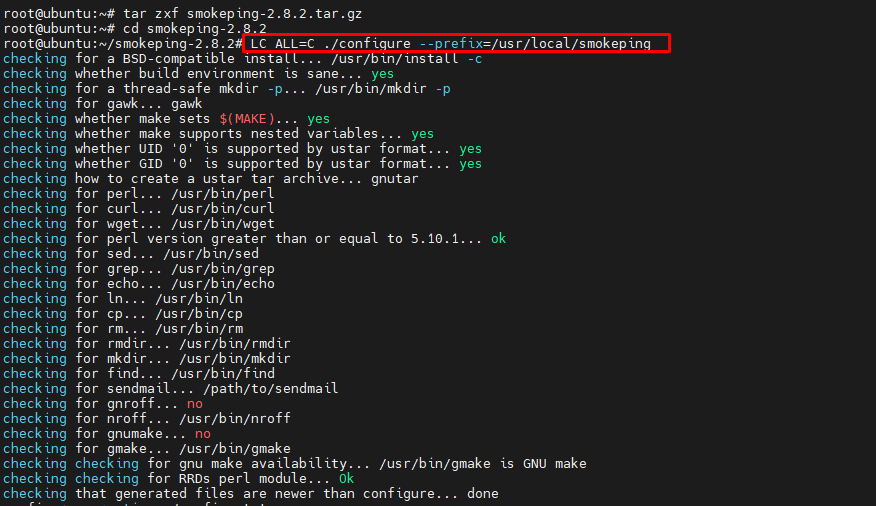 root@ubuntu:~# tar zxf smokeping-2.8.2.tar.gz
root@ubuntu:~# cd smokeping-2.8.2
root@ubuntu:~/smokeping-2.8.2# LC ALL=C ./configure --prefix=/usr/local/smokeping
checking for a BSD-compatible install... /usr/bin/install -c
checking whether build environment is sane... yes
checking for a thread-safe mkdir -p... /usr/bin/mkdir -p
checking for gawk... gawk
checking whether make sets $(MAKE)... yes
checking whether make supports nested variables... yes
checking whether UID '0' is supported by ustar format... yes
checking whether GID '0' is supported by ustar format... yes
checking how to create a ustar tar archive... gnutar
checking for perl... /usr/bin/perl
checking for curl... /usr/bin/curl
checking for wget... /usr/bin/wget
checking for perl version greater than or equal to 5.10.1... ok
checking for sed... /usr/bin/sed
checking for grep... /usr/bin/grep
checking for echo... /usr/bin/echo
checking for ln... /usr/bin/ln
checking for cp... /usr/bin/cp
checking for rm... /usr/bin/rm
checking for rmdir... /usr/bin/rmdir
checking for mkdir... /usr/bin/mkdir
checking for find... /usr/bin/find
checking for sendmail... /path/to/sendmail
checking for gnroff... no
checking for nroff... /usr/bin/nroff
checking for gnumake... no
checking for gmake... /usr/bin/gmake
checking checking for gnu make availability... /usr/bin/gmake is GNU make
checking checking for RRDs perl module... Ok
checking that generated files are newer than configure... done